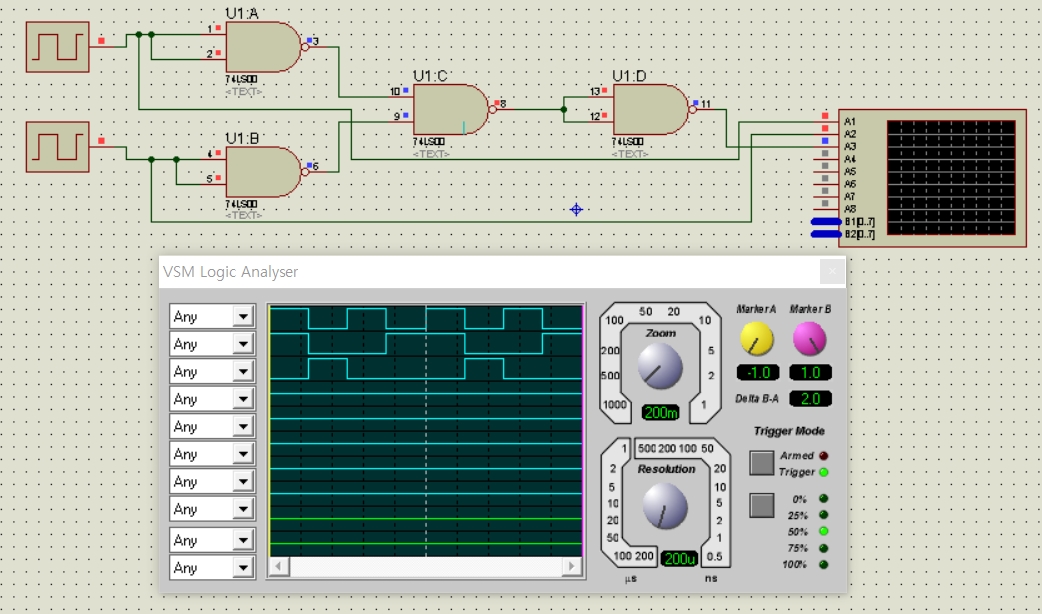 U1:A
1
2
3
74LS00
<TEXT>
U1:B
4
5
6
74LS00
<TEXT>
U1:C
10
9
8
74LS00
<TEXT>
U1:D
13
12
11
74LS00
<TEXT>
A1
A2
A3
A4
A5
A6
A7
A8
B1[0..7]
B2[0..7]
VSM Logic Analyser
Any
Any
Any
Any
Any
Any
Any
Any
Any
Any
50 20
100 10
Zoom
200 5
500 2
1000 1
200m
1 500 200 100 50
2 Resolution 20
5 10
10 5
20 2
50 1
100 200 200u 0.5
µs ns
Marker A Marker B
-1.0 1.0
Delta B-A 2.0
Trigger Mode
Armed
Trigger
0%
25%
50%
75%
100%